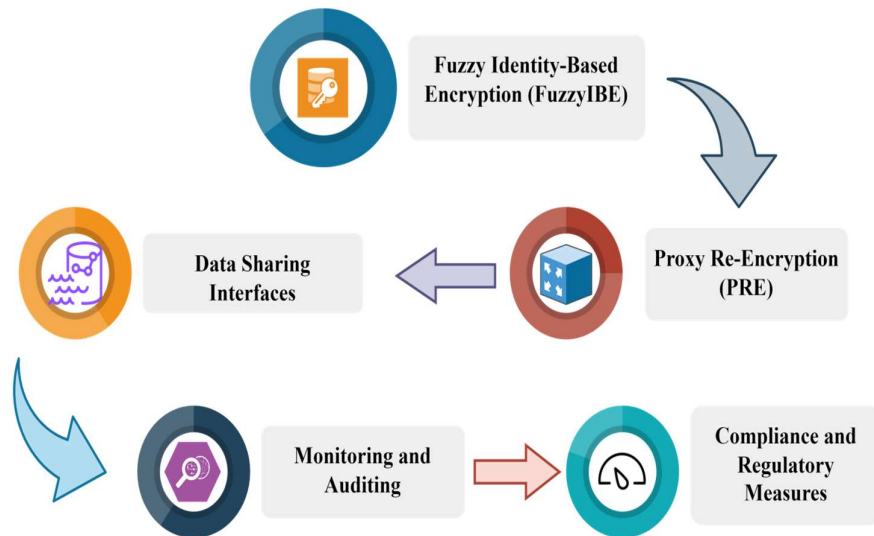 Fuzzy Identity-Based
Encryption (FuzzyIBE)
Proxy Re-Encryption
(PRE)
Data Sharing
Interfaces
Monitoring and
Auditing
Compliance and
Regulatory
Measures